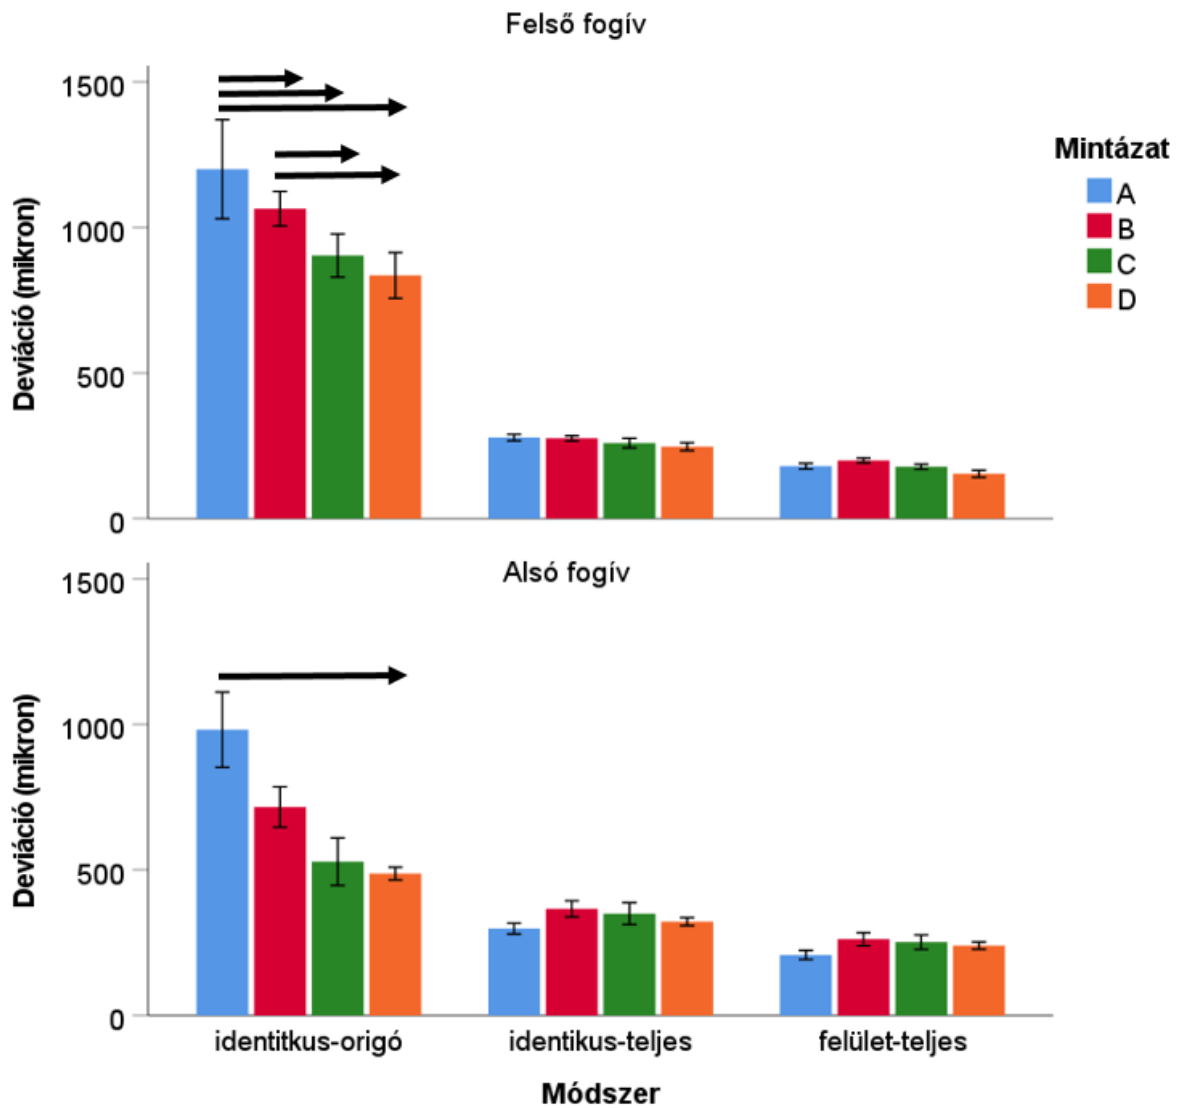 Felső fogív
1500
1000
500
0
Deviáció (mikron)
Mintázat
A
B
C
D
Alsó fogív
1500
1000
500
0
Deviáció (mikron)
identitkus-origó identikus-teljes felület-teljes
Módszer